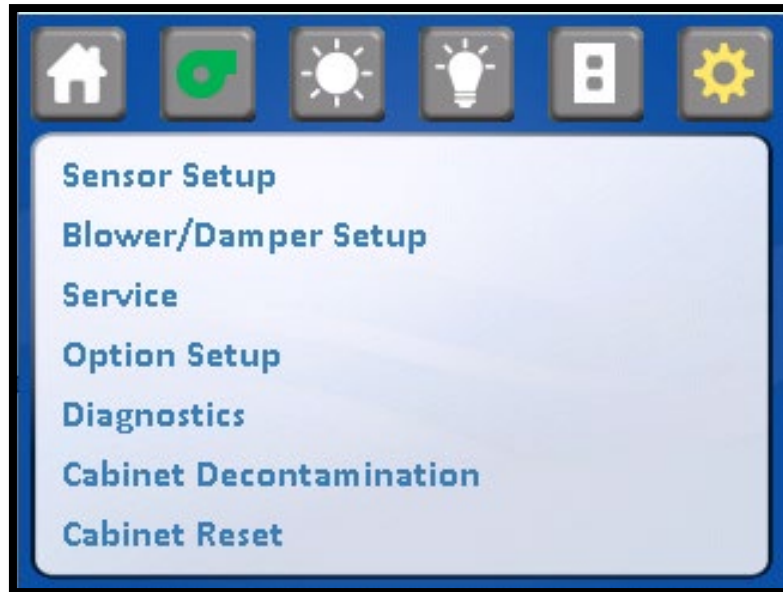 Sensor Setup
Blower/Damper Setup
Service
Option Setup
Diagnostics
Cabinet Decontamination
Cabinet Reset